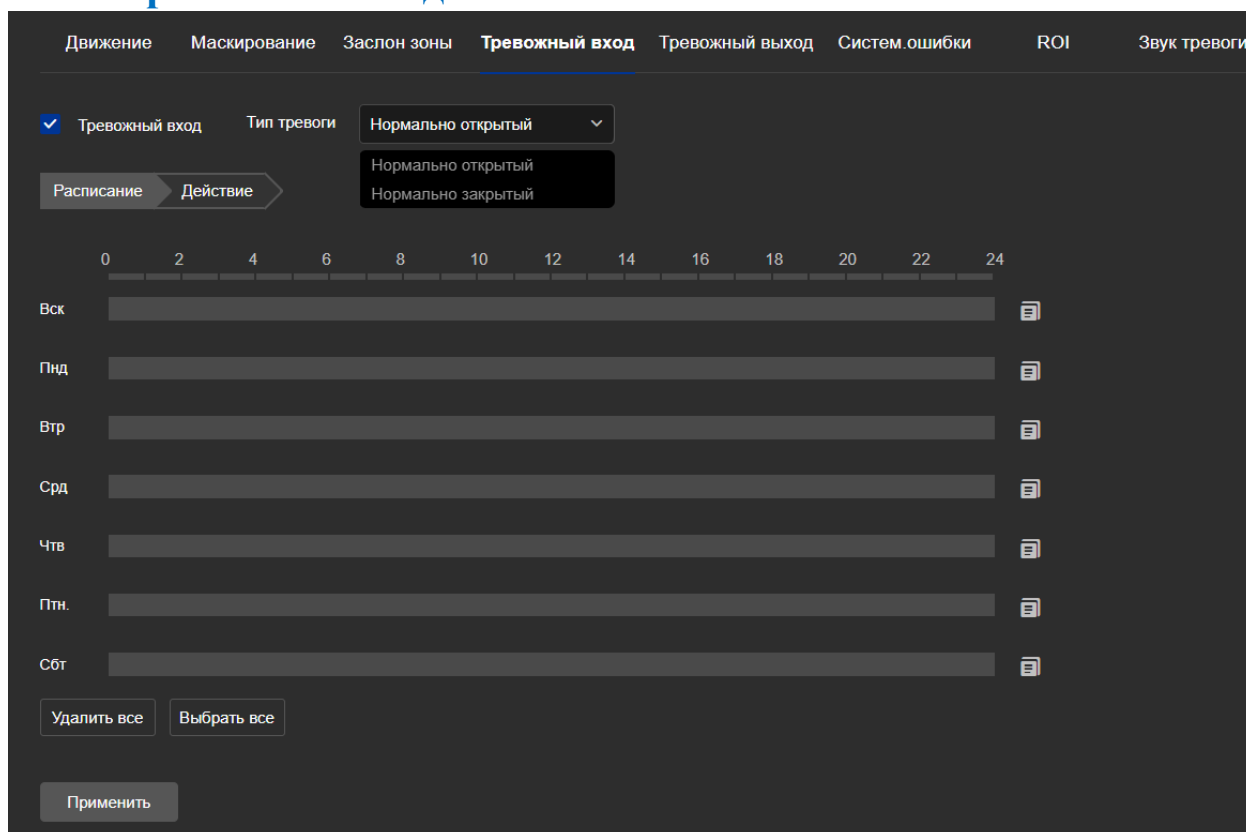 Движение Маскирование Заслон зоны Тревожный вход Тревожный выход Систем.ошибки ROI Звук тревоги
Тревожный вход Тип тревоги Нормально открытый
Нормально открытый
Нормально закрытый
Расписание Действие
0 2 4 6 8 10 12 14 16 18 20 22 24
Вск
Пнд
Втр
Срд
Чтв
Птн.
Сбт
Удалить все Выбрать все
Применить